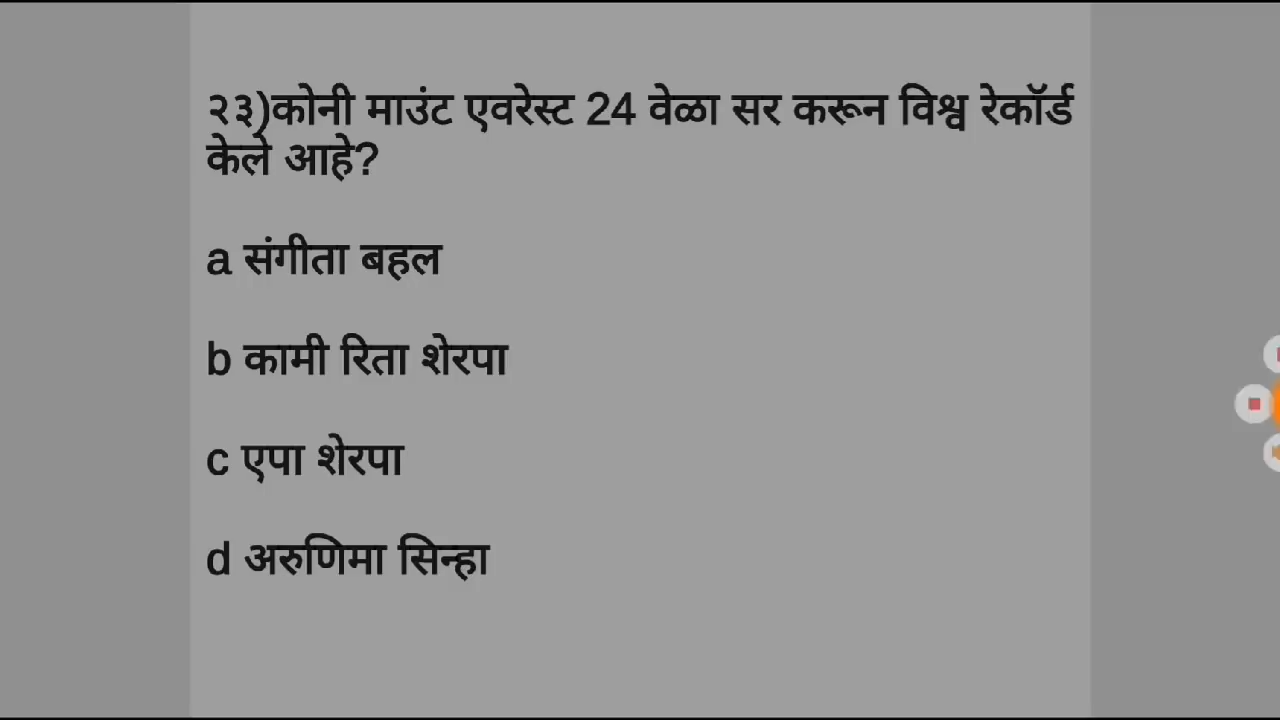 २३)कोनी माउंट एवरेस्ट 24 वेळा सर करून विश्व रेकॉर्ड
केले आहे?
a संगीता बहल
b कामी रिता शेरपा
c एपा शेरपा
d अरुणिमा सिन्हा